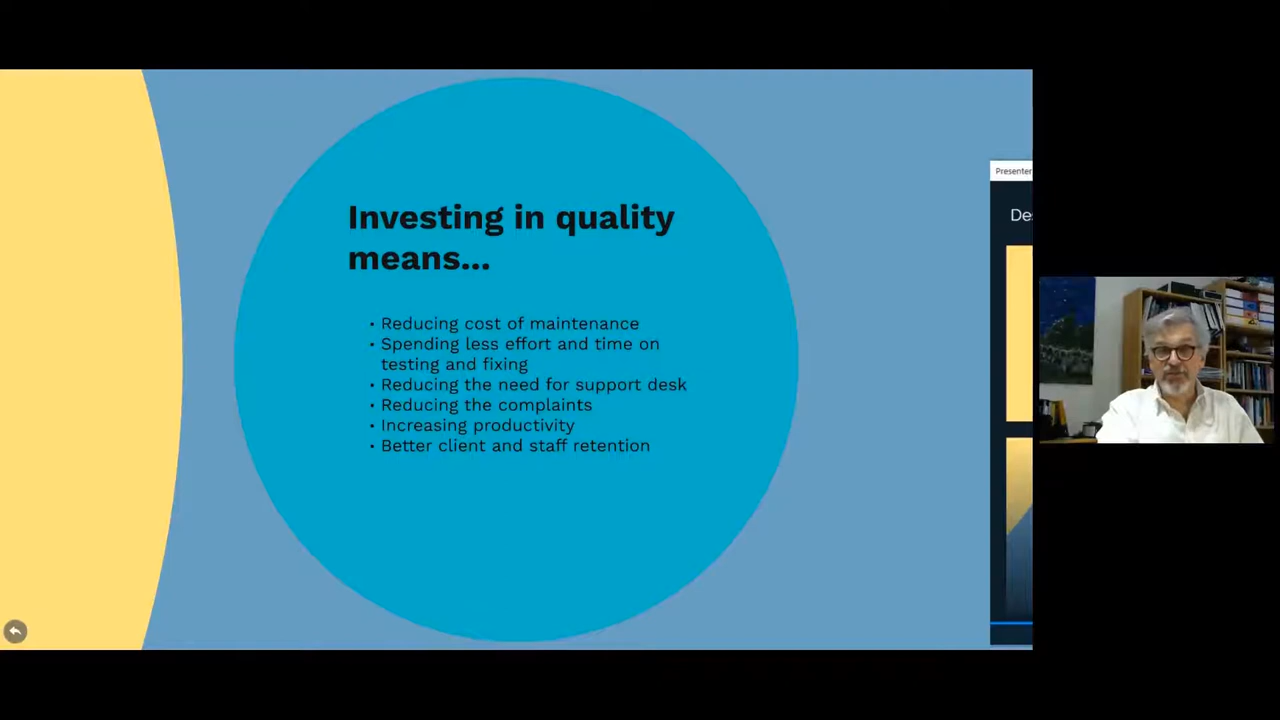 Investing in quality
means...
• Reducing cost of maintenance
• Spending less effort and time on
testing and fixing
• Reducing the need for support desk
• Reducing the complaints
• Increasing productivity
• Better client and staff retention
Presenter
De